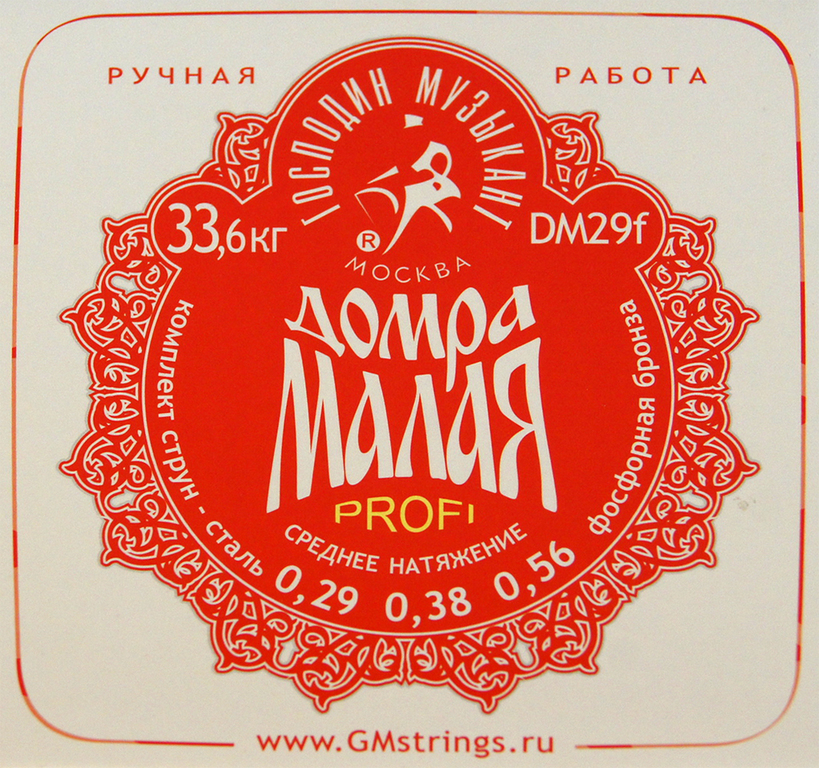 РУЧНАЯ РАБОТА
ГОСПОДИН МУЗЫКАНТ
®
МОСКВА
33,6кг
DM29f
ДОМРА
МАЛАЯ
PROFI
СРЕДНЕЕ НАТЯЖЕНИЕ
комплект струн - сталь
0,29 0,38 0,56
фосфорная бронза
www.GMstrings.ru